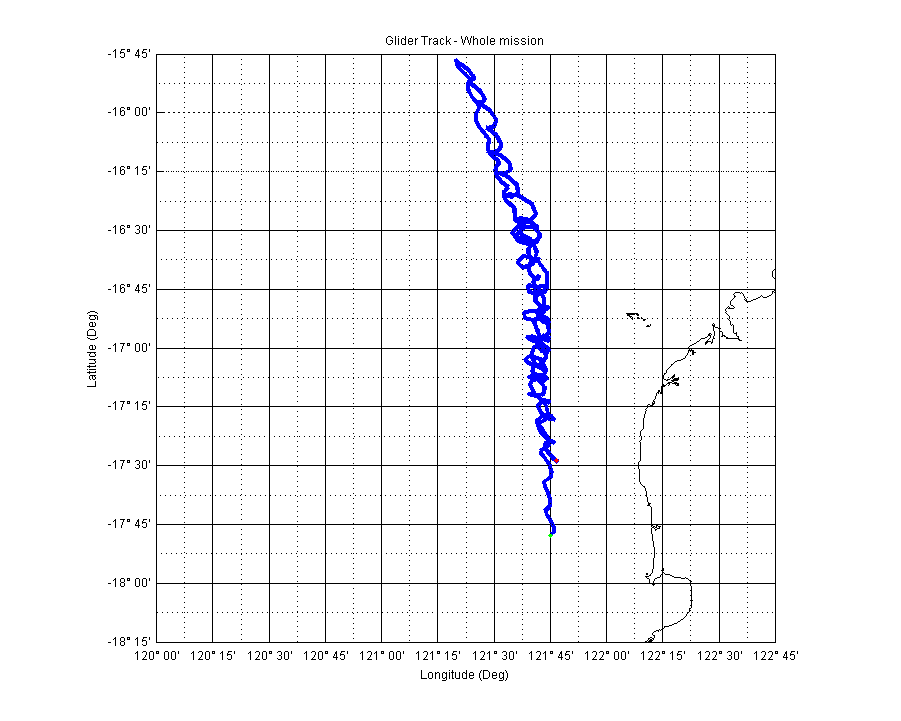 Glider Track - Whole mission
-15° 45'
-16° 00'
-16° 15'
-16° 30'
-16° 45'
-17° 00'
-17° 15'
-17° 30'
-17° 45'
-18° 00'
-18° 15'
Latitude (Deg)
120° 00' 120° 15' 120° 30' 120° 45' 121° 00' 121° 15' 121° 30' 121° 45' 122° 00' 122° 15' 122° 30' 122° 45'
Longitude (Deg)